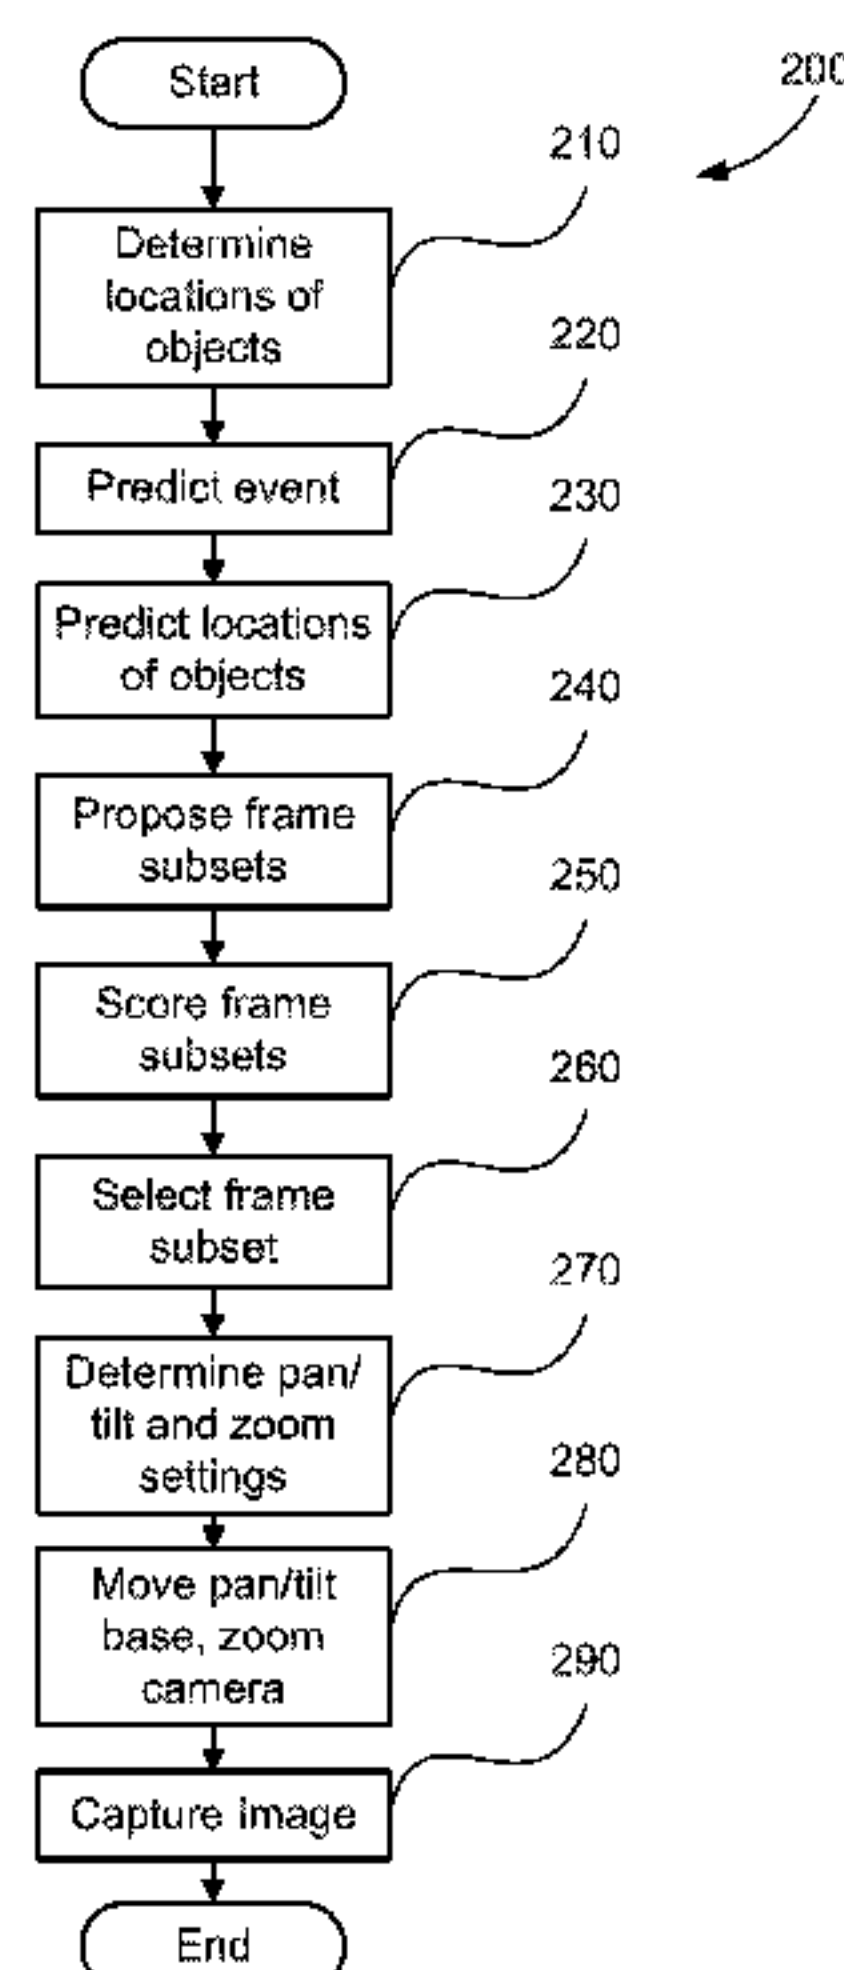 Start
200
210
Determine
locations of
objects
220
Predict event
230
Predict locations
of objects
240
Propose frame
subsets
250
Score frame
subsets
260
Select frame
subset
270
Determine pan/
tilt and zoom
settings
280
Move pan/tilt
base, zoom
camera
290
Capture image
End